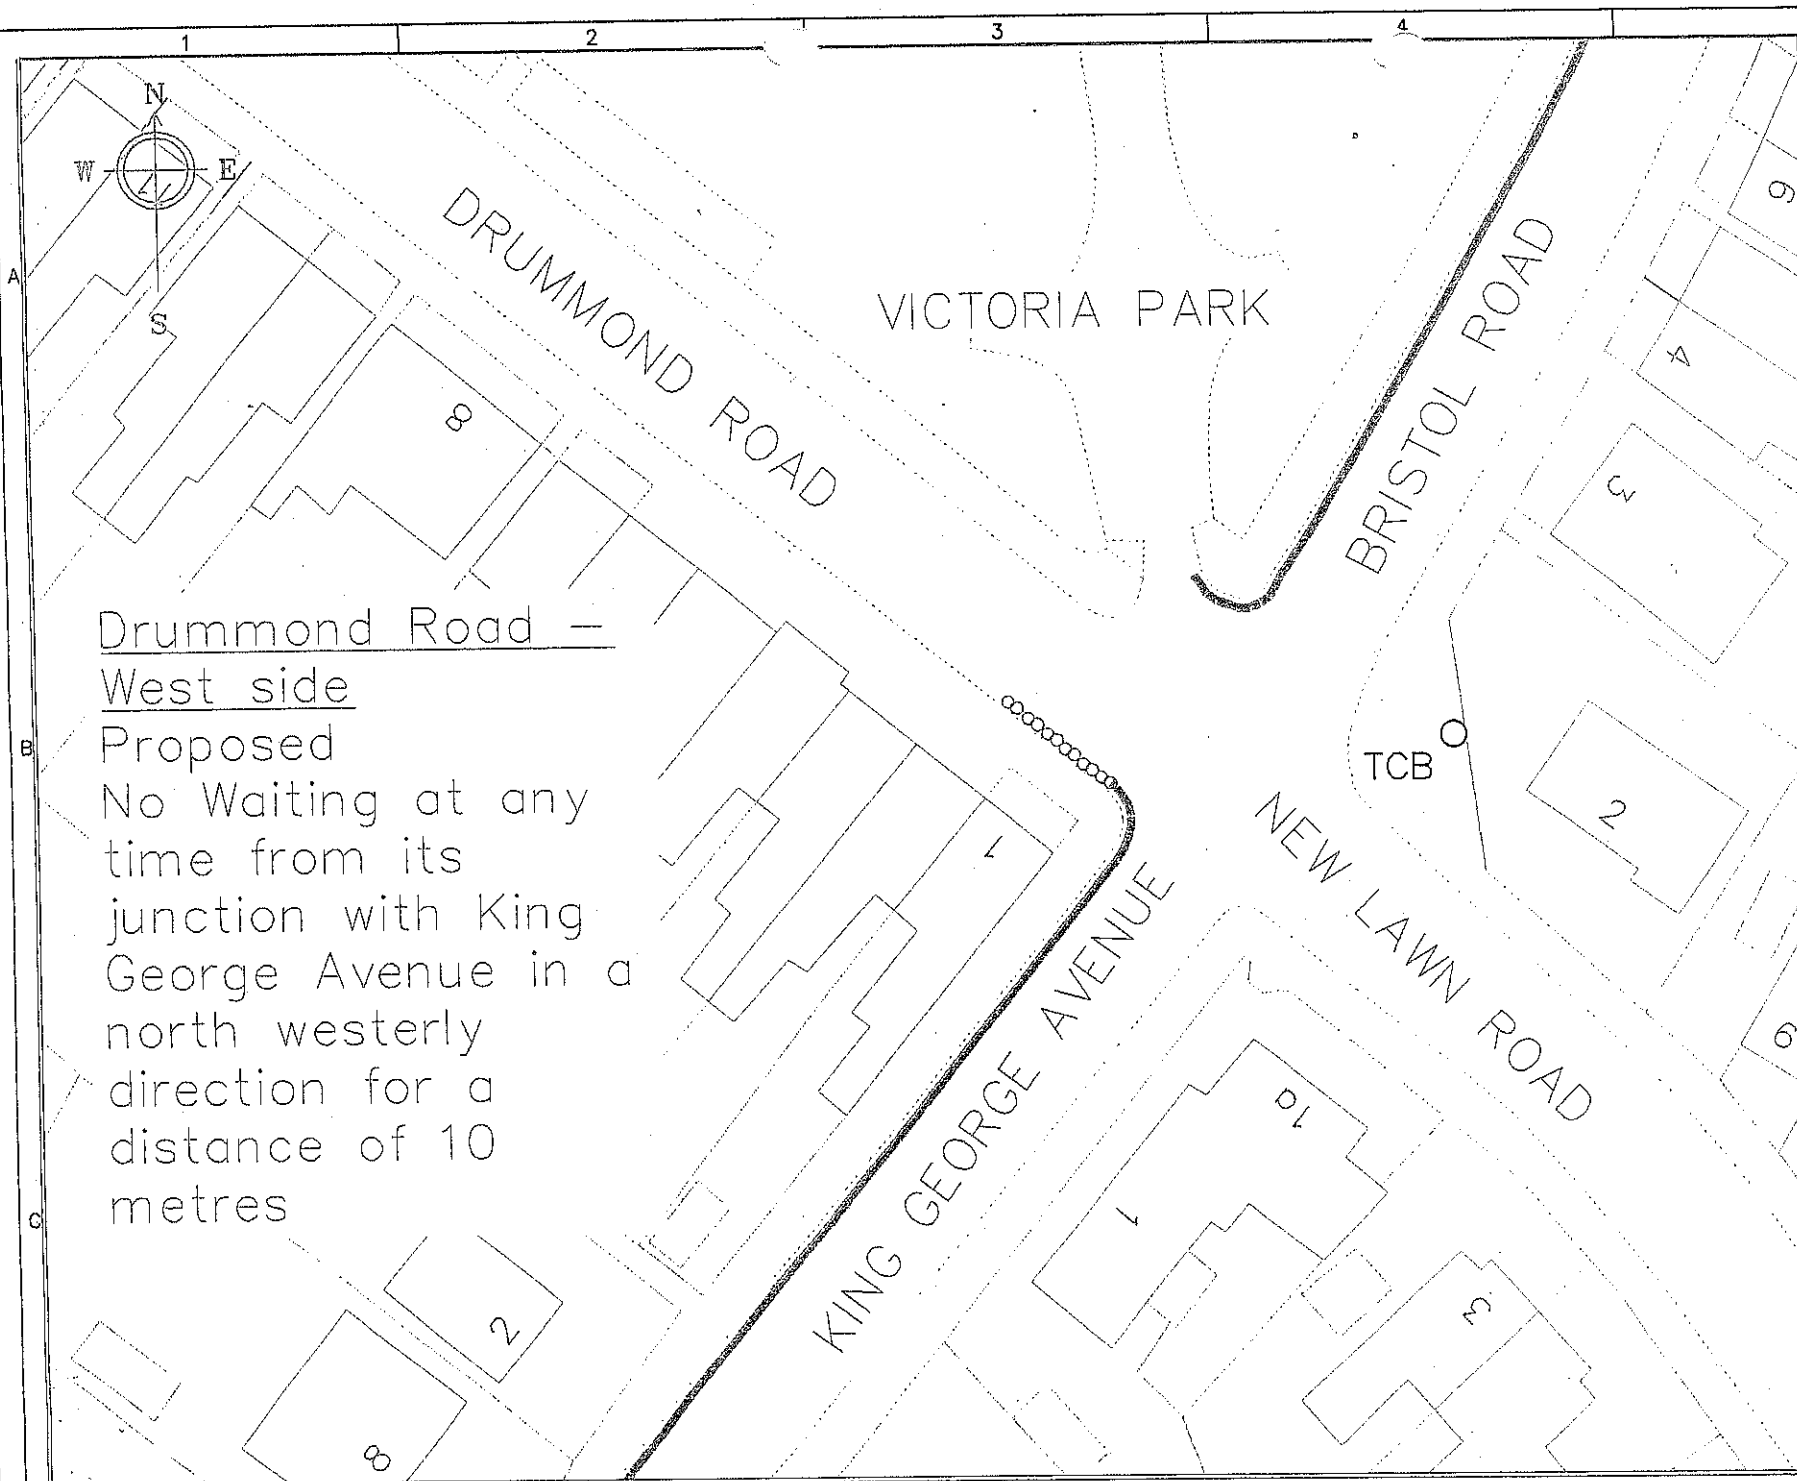 1 2 3 4
N
W E
S
A
DRUMMOND ROAD
VICTORIA PARK
BRISTOL ROAD
6
4
3
8
Drummond Road –
West side
Proposed
No Waiting at any
time from its
junction with King
George Avenue in a
north westerly
direction for a
distance of 10
metres
B
TCB
2
1
NEW LAWN ROAD
KING GEORGE AVENUE
9
1a
1
3
C
2
8